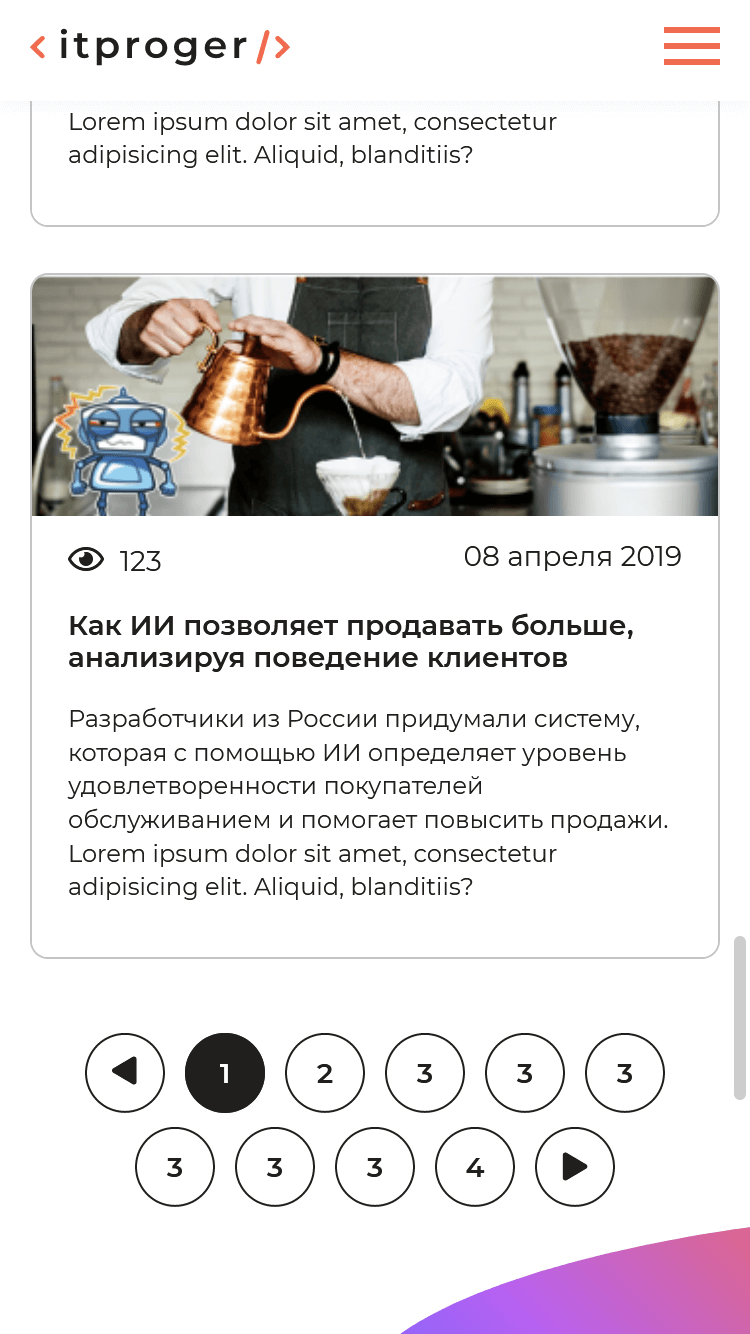 < itproger />
Lorem ipsum dolor sit amet, consectetur
adipisicing elit. Aliquid, blanditiis?
123
08 апреля 2019
Как ИИ позволяет продавать больше,
анализируя поведение клиентов
Разработчики из России придумали систему,
которая с помощью ИИ определяет уровень
удовлетворенности покупателей
обслуживанием и помогает повысить продажи.
Lorem ipsum dolor sit amet, consectetur
adipisicing elit. Aliquid, blanditiis?
1 2 3 3 3
3 3 3 4